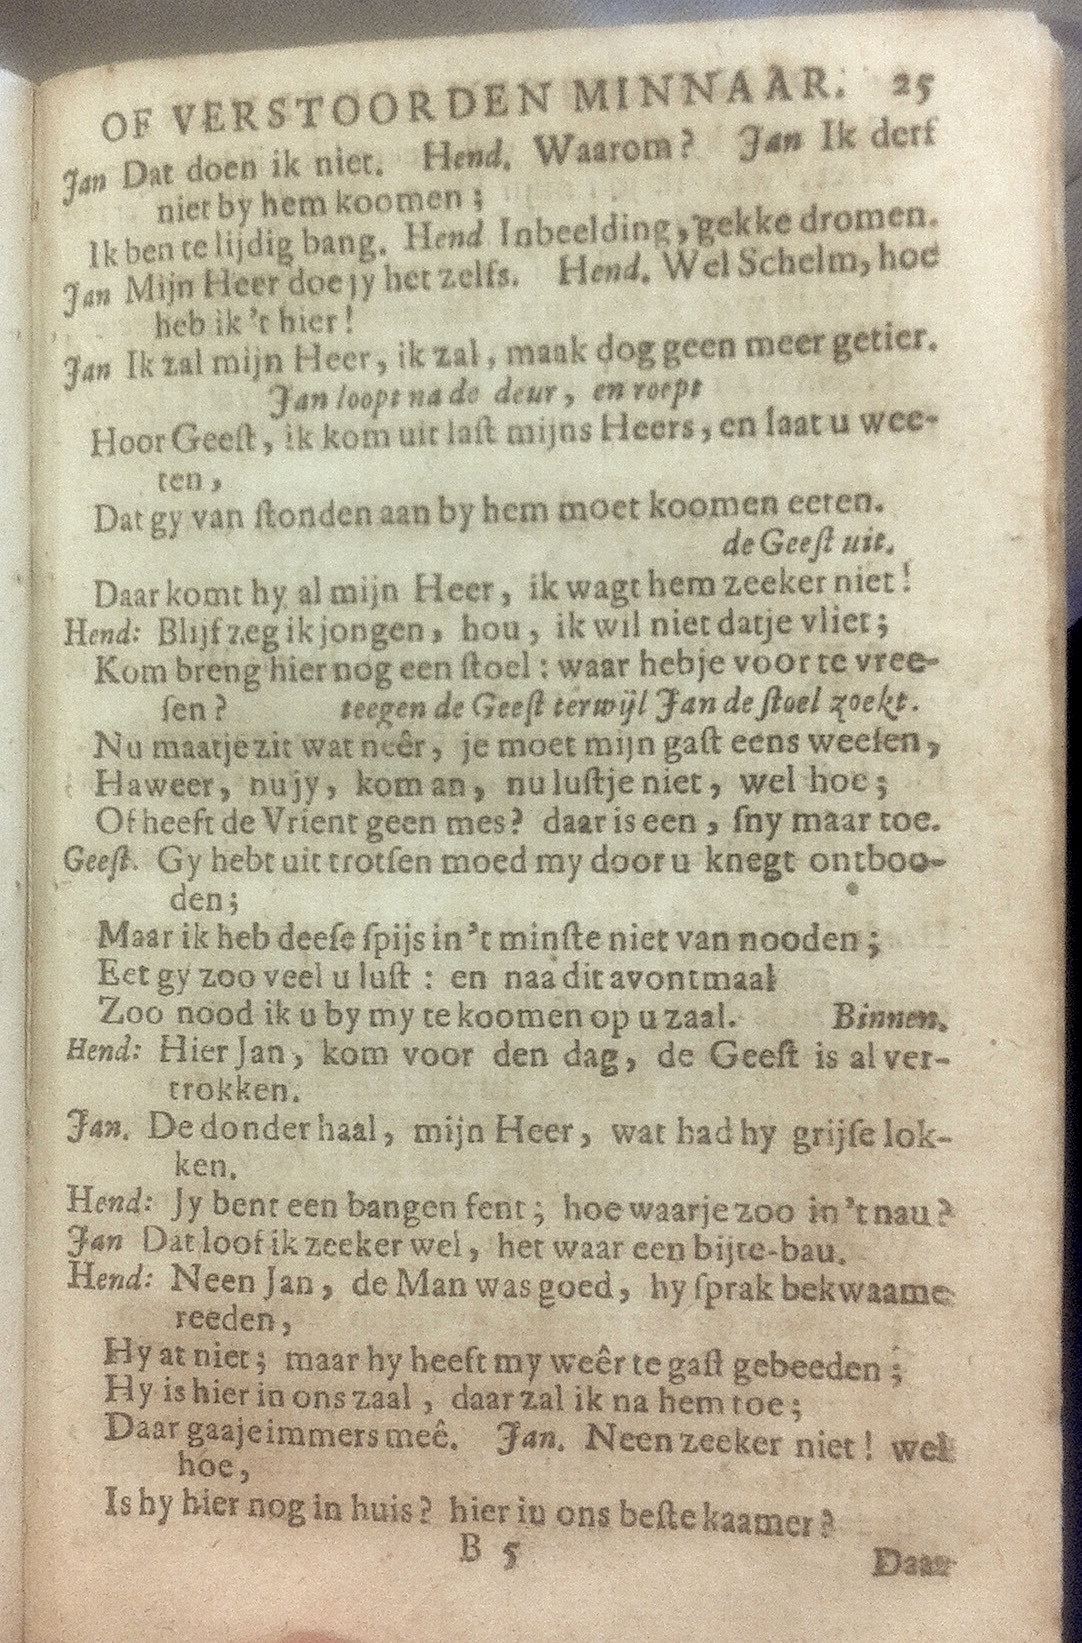 OF VERSTOORDEN MINNAAR. 25
Jan Dat doen ik niet. Hend. Waarom? Jan Ik derf
niet by hem koomen;
Ik ben te lijdig bang. Hend Inbeelding, gekke dromen.
Jan Mijn Heer doe jy het zelfs. Hend. Wel Schelm, hoe
heb ik 't hier!
Jan Ik zal mijn Heer, ik zal, maak dog geen meer getier.
Jan loopt na de deur, en roept
Hoor Geeſt, ik kom uit laſt mijns Heers, en laat u wee-
ten,
Dat gy van ſtonden aan by hem moet koomen eeten.
de Geeſt uit.
Daar komt hy al mijn Heer, ik wagt hem zeeker niet!
Hend: Blijf zeg ik jongen, hou, ik wil niet datje vliet;
Kom breng hier nog een ſtoel: waar hebje voor te vree-
ſen? teegen de Geeſt terwijl Jan de ſtoel zoekt.
Nu maatje zit wat neêr, je moet mijn gaſt eens weeſen,
Haweer, nu jy, kom an, nu luſtje niet, wel hoe;
Of heeft de Vrient geen mes? daar is een, ſny maar toe.
Geeſt. Gy hebt uit trotſen moed my door u knegt ontboo-
den;
Maar ik heb deeſe ſpijs in 't minſte niet van nooden;
Eet gy zoo veel u luſt: en naa dit avontmaal
Zoo nood ik u by my te koomen op u zaal. Binnen.
Hend: Hier Jan, kom voor den dag, de Geeſt is al ver-
trokken.
Jan. De donder haal, mijn Heer, wat had hy grijſe lok-
ken.
Hend: Jy bent een bangen fent; hoe waarje zoo in 't nau?
Jan Dat loof ik zeeker wel, het waar een bijte-bau.
Hend: Neen Jan, de Man was goed, hy ſprak bekwaame
reeden,
Hy at niet; maar hy heeft my weêr te gaſt gebeeden;
Hy is hier in ons zaal, daar zal ik na hem toe;
Daar gaaje immers meê. Jan. Neen zeeker niet! wel
hoe,
Is hy hier nog in huis? hier in ons beſte kaamer?
B 5
Daar